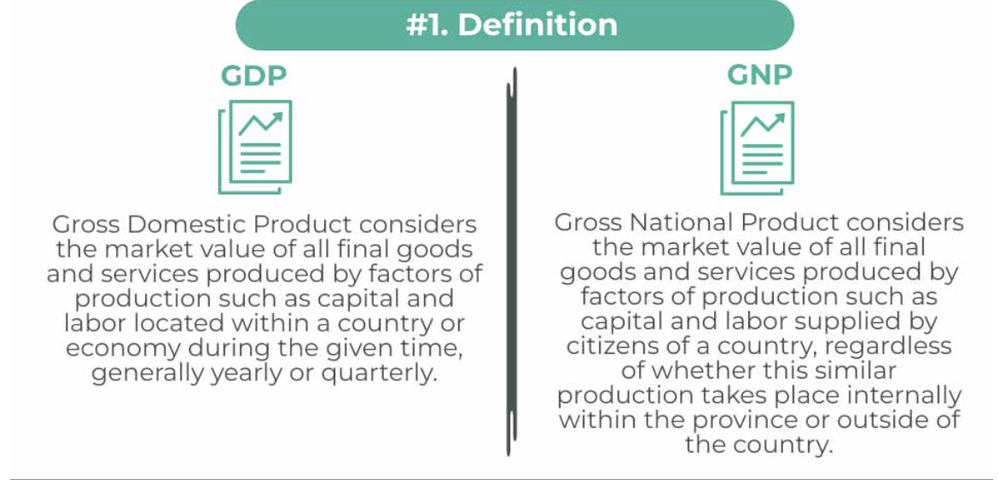 #1. Definition
GDP
Gross Domestic Product considers
the market value of all final goods
and services produced by factors of
production such as capital and
labor located within a country or
economy during the given time,
generally yearly or quarterly.
GNP
Gross National Product considers
the market value of all final
goods and services produced by
factors of production such as
capital and labor supplied by
citizens of a country, regardless
of whether this similar
production takes place internally
within the province or outside of
the country.